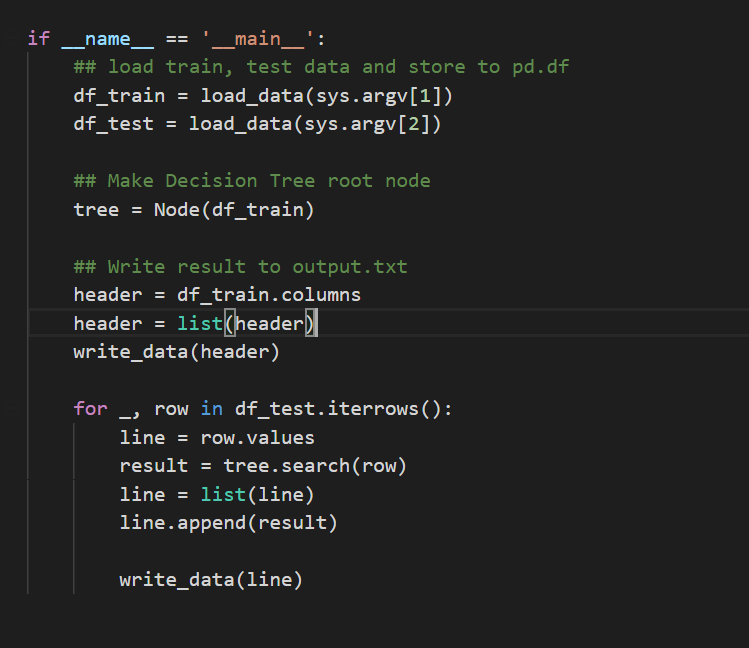 if __name__ == '__main__':
    ## load train, test data and store to pd.df
    df_train = load_data(sys.argv[1])
    df_test = load_data(sys.argv[2])

    ## Make Decision Tree root node
    tree = Node(df_train)

    ## Write result to output.txt
    header = df_train.columns
    header = list(header)
    write_data(header)

    for _, row in df_test.iterrows():
        line = row.values
        result = tree.search(row)
        line = list(line)
        line.append(result)

        write_data(line)